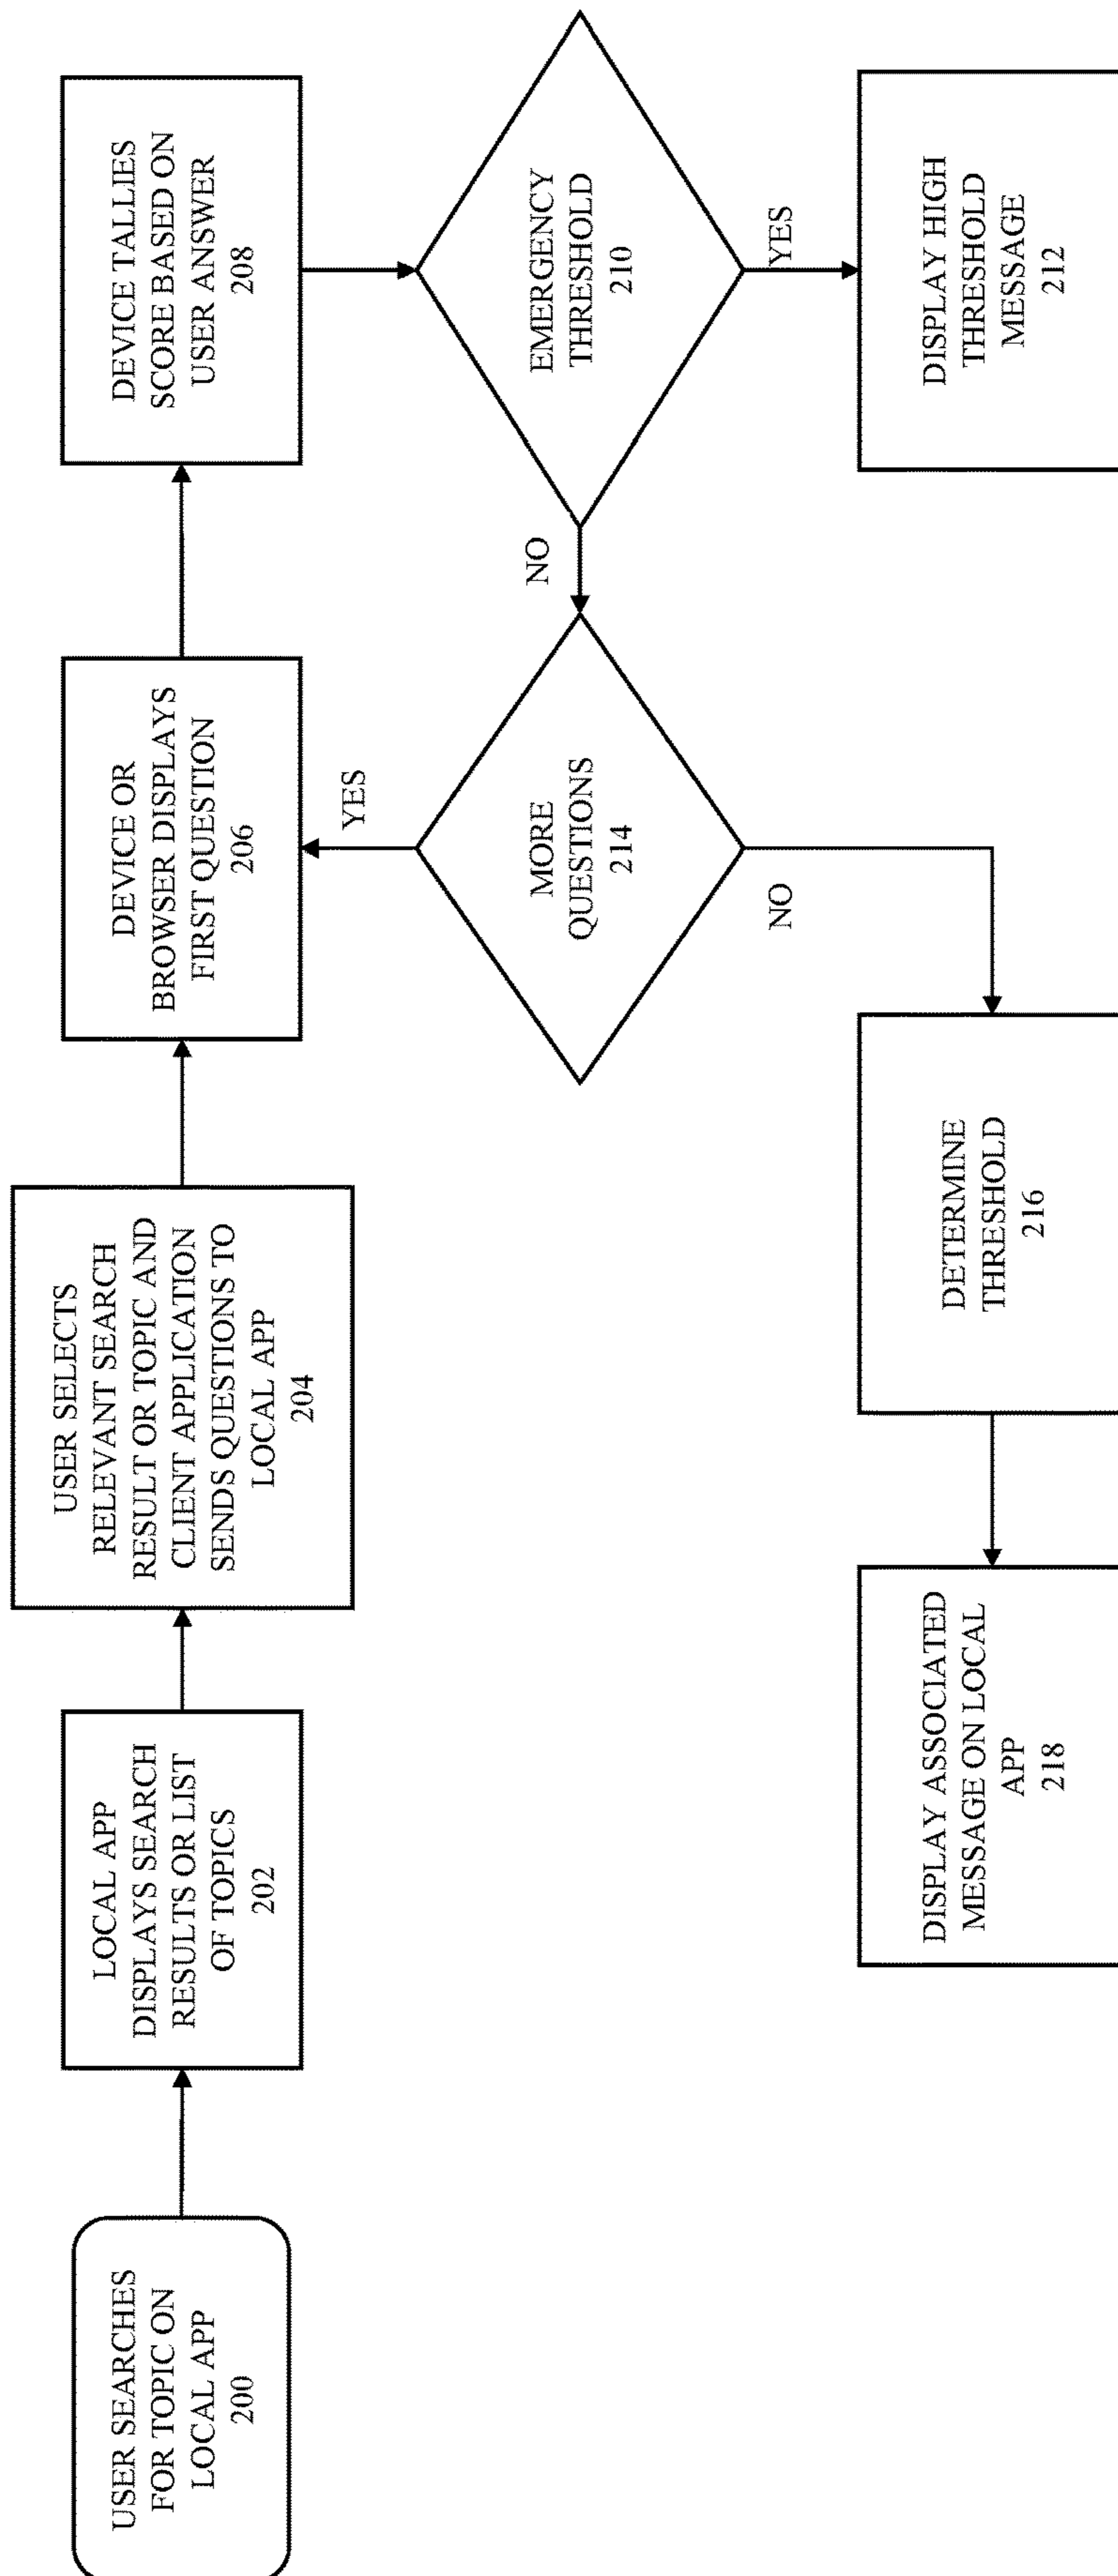 USER SEARCHES
FOR TOPIC ON
LOCAL APP
200
LOCAL APP
DISPLAYS SEARCH
RESULTS OR LIST
OF TOPICS
202
USER SELECTS
RELEVANT SEARCH
RESULT OR TOPIC AND
CLIENT APPLICATION
SENDS QUESTIONS TO
LOCAL APP
204
DEVICE OR
BROWSER DISPLAYS
FIRST QUESTION
206
DEVICE TALLIES
SCORE BASED ON
USER ANSWER
208
EMERGENCY
THRESHOLD
210
YES
DISPLAY HIGH
THRESHOLD
MESSAGE
212
NO
MORE
QUESTIONS
214
YES
NO
DETERMINE
THRESHOLD
216
DISPLAY ASSOCIATED
MESSAGE ON LOCAL
APP
218